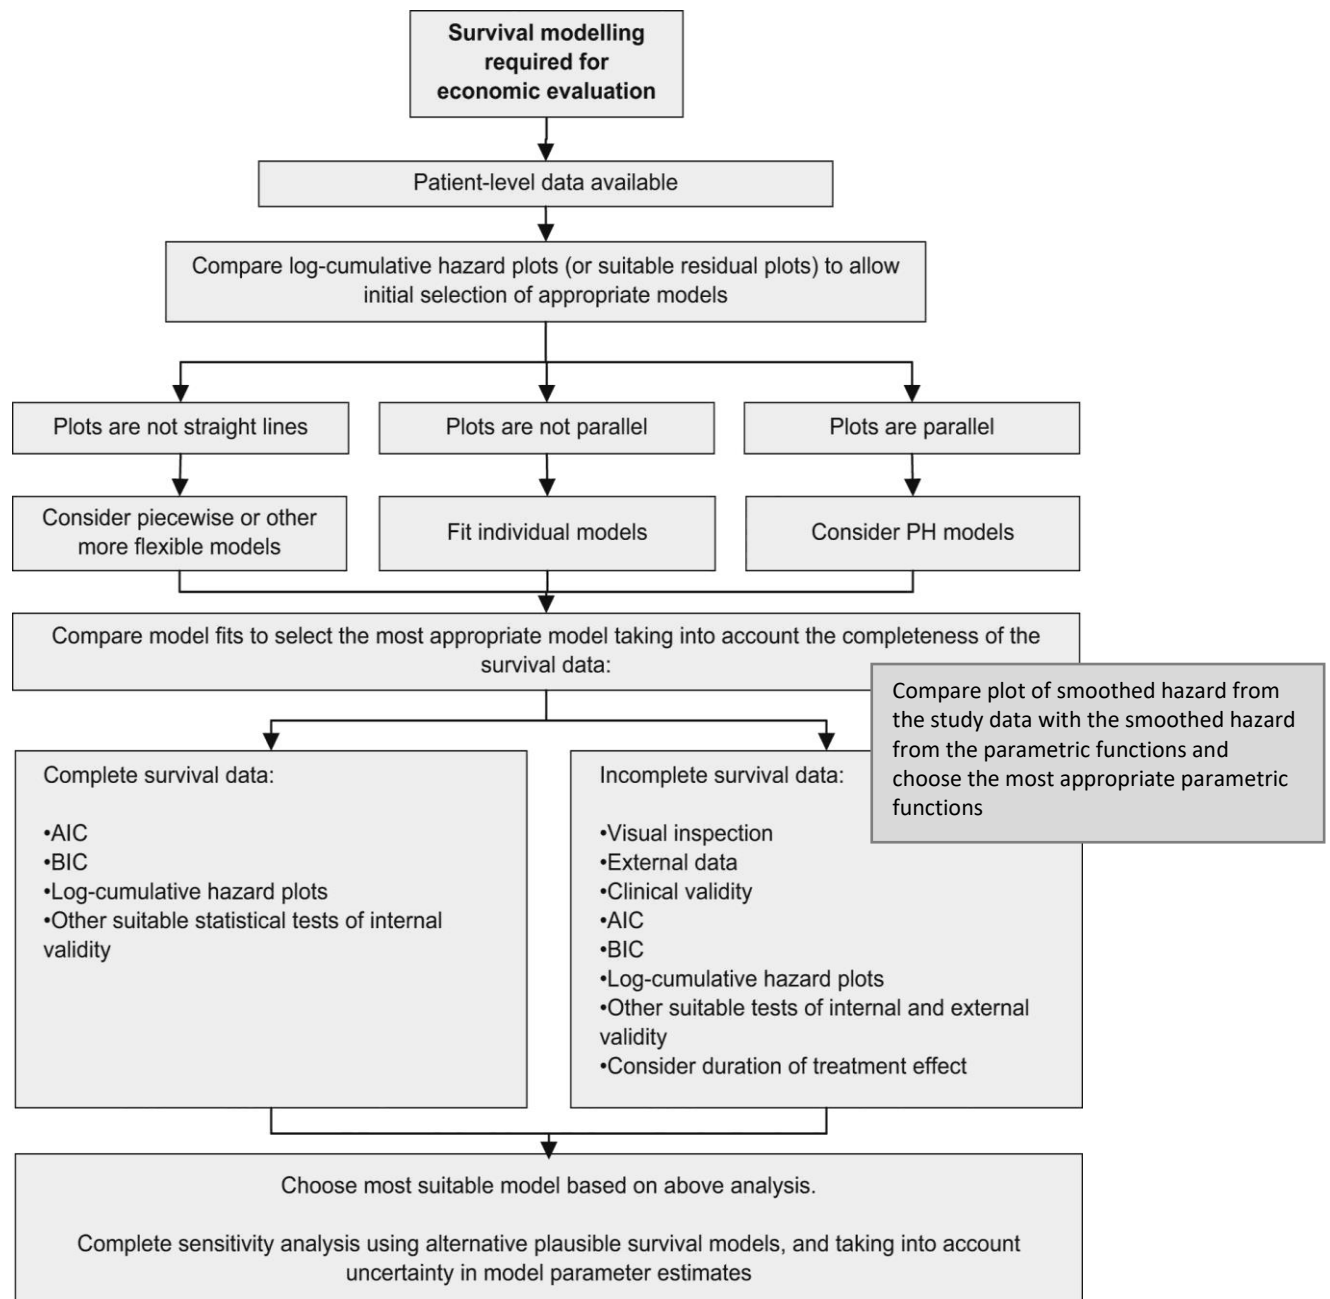 Survival modelling
required for
economic evaluation
Patient-level data available
Compare log-cumulative hazard plots (or suitable residual plots) to allow
initial selection of appropriate models
Plots are not straight lines
Plots are not parallel
Plots are parallel
Consider piecewise or other
more flexible models
Fit individual models
Consider PH models
Compare model fits to select the most appropriate model taking into account the completeness of the
survival data:
Compare plot of smoothed hazard from
the study data with the smoothed hazard
from the parametric functions and
choose the most appropriate parametric
functions
Complete survival data:
•AIC
•BIC
•Log-cumulative hazard plots
•Other suitable statistical tests of internal
validity
Incomplete survival data:
•Visual inspection
•External data
•Clinical validity
•AIC
•BIC
•Log-cumulative hazard plots
•Other suitable tests of internal and external
validity
•Consider duration of treatment effect
Choose most suitable model based on above analysis.
Complete sensitivity analysis using alternative plausible survival models, and taking into account
uncertainty in model parameter estimates